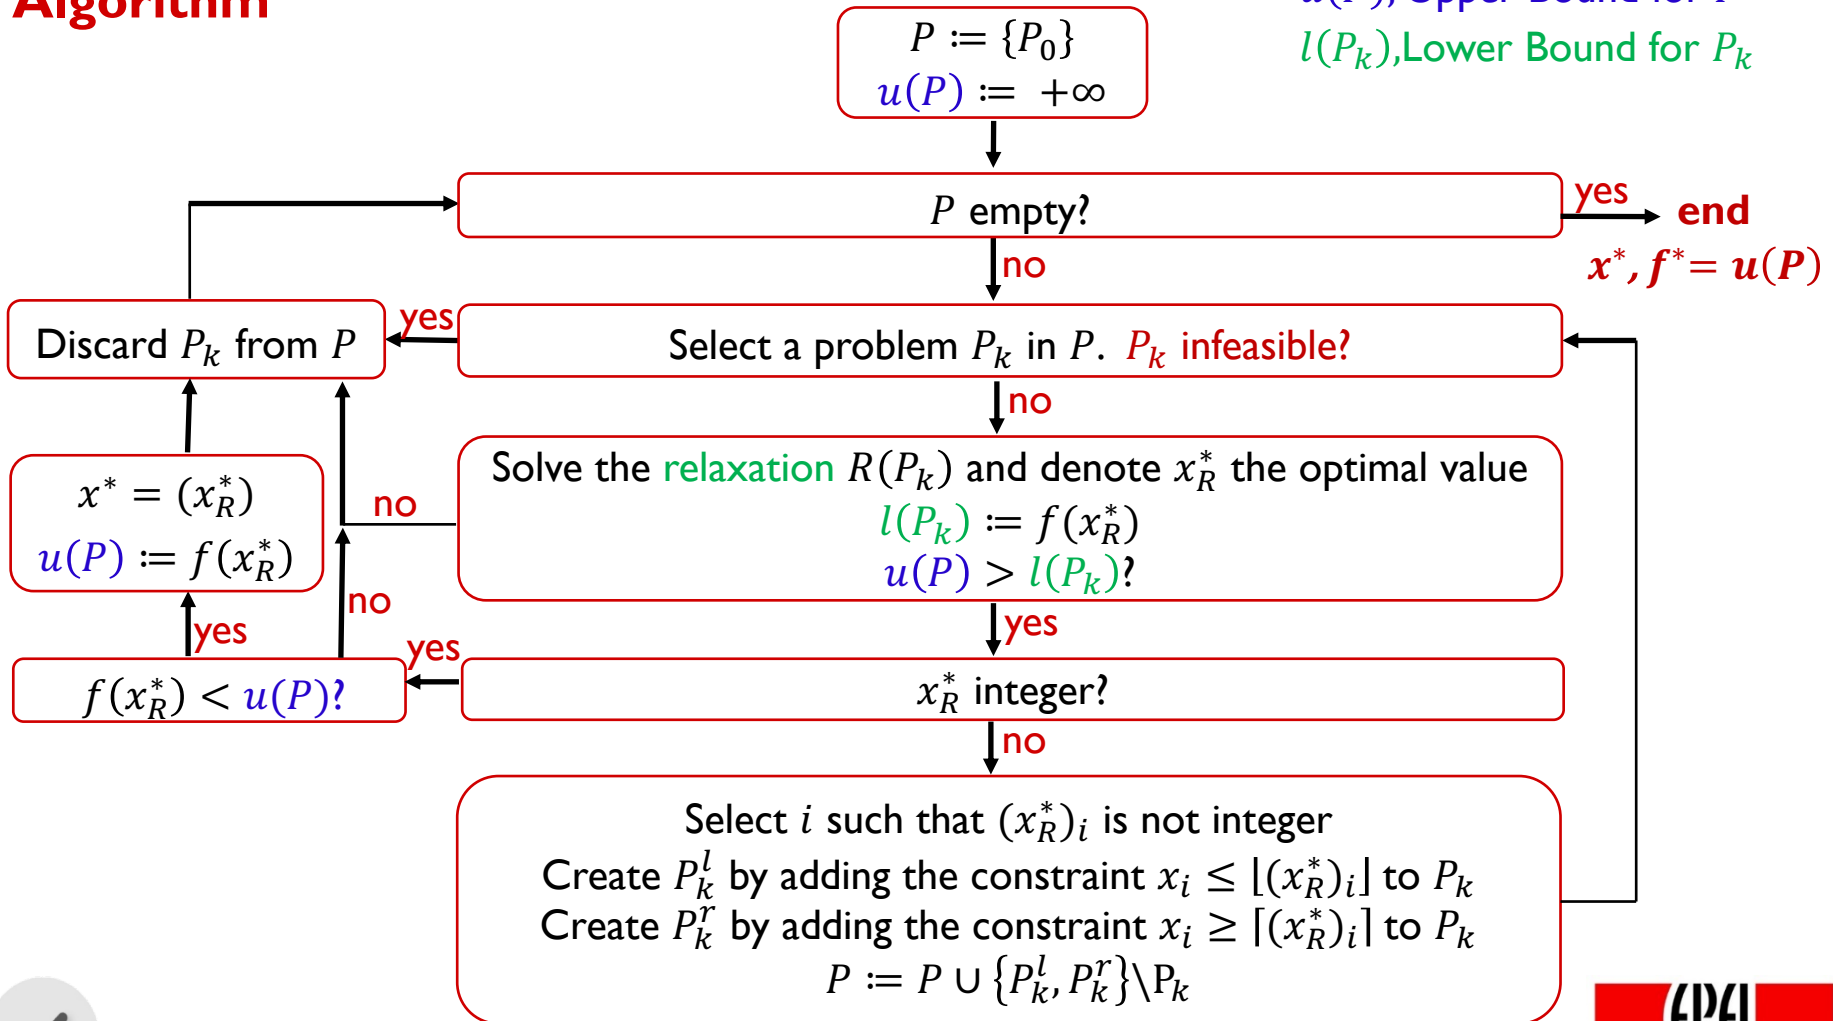 Algorithm
u(P), Upper Bound for P
l(P_k),Lower Bound for P_k
P ≔ {P_0}
u(P) ≔ +∞
P empty?
yes
end
x*, f* = u(P)
no
Discard P_k from P
yes
Select a problem P_k in P. P_k infeasible?
no
Solve the relaxation R(P_k) and denote x_R^* the optimal value
l(P_k) ≔ f(x_R^*)
u(P) > l(P_k)?
no
x* = (x_R^*)
u(P) ≔ f(x_R^*)
no
yes
yes
f(x_R^*) < u(P)?
yes
x_R^* integer?
no
Select i such that (x_R^*)_i is not integer
Create P_k^l by adding the constraint x_i ≤ ⌊(x_R^*)_i⌋ to P_k
Create P_k^r by adding the constraint x_i ≥ ⌈(x_R^*)_i⌉ to P_k
P ≔ P ∪ {P_k^l, P_k^r}\P_k